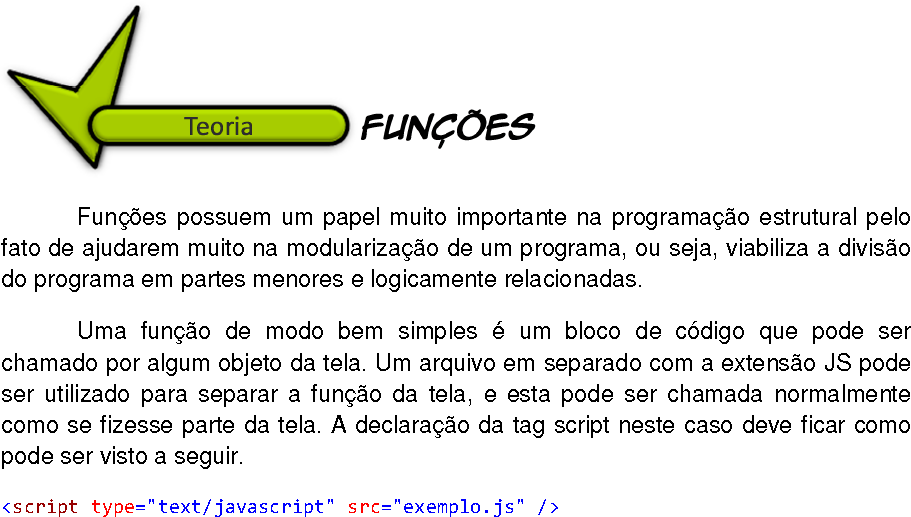 Teoria FUNÇÕES
Funções possuem um papel muito importante na programação estrutural pelo
fato de ajudarem muito na modularização de um programa, ou seja, viabiliza a divisão
do programa em partes menores e logicamente relacionadas.
Uma função de modo bem simples é um bloco de código que pode ser
chamado por algum objeto da tela. Um arquivo em separado com a extensão JS pode
ser utilizado para separar a função da tela, e esta pode ser chamada normalmente
como se fizesse parte da tela. A declaração da tag script neste caso deve ficar como
pode ser visto a seguir.
<script type="text/javascript" src="exemplo.js" />